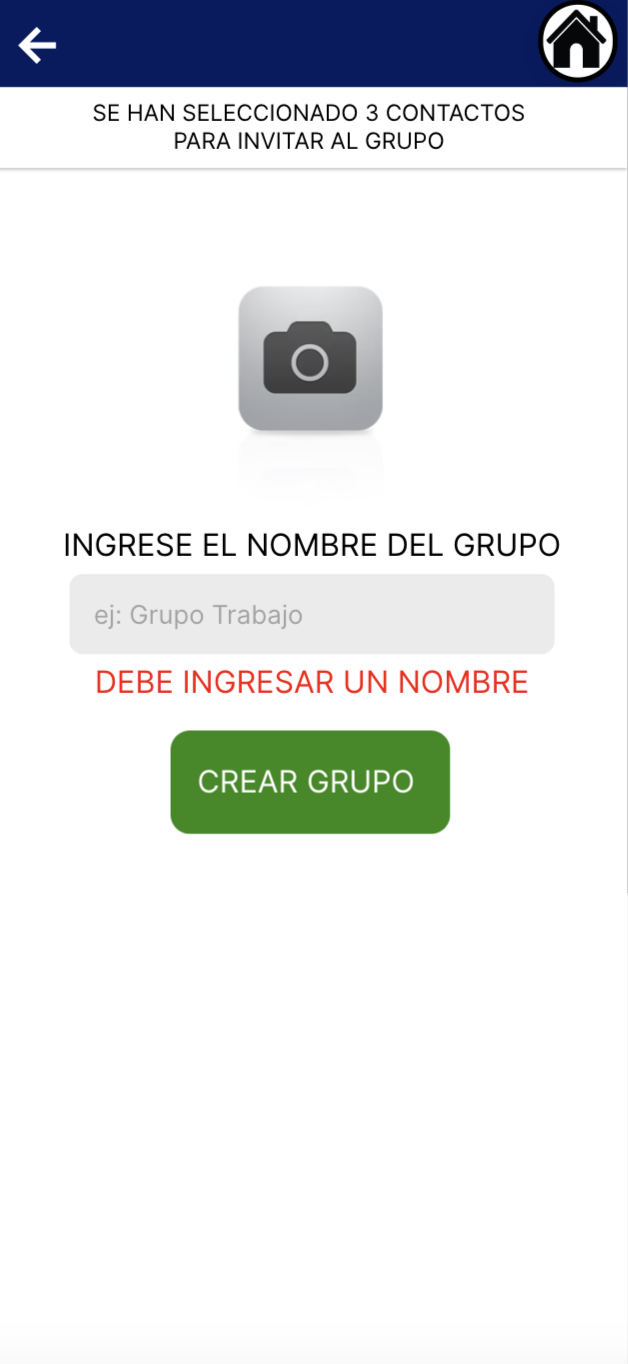 SE HAN SELECCIONADO 3 CONTACTOS
PARA INVITAR AL GRUPO
INGRESE EL NOMBRE DEL GRUPO
ej: Grupo Trabajo
DEBE INGRESAR UN NOMBRE
CREAR GRUPO